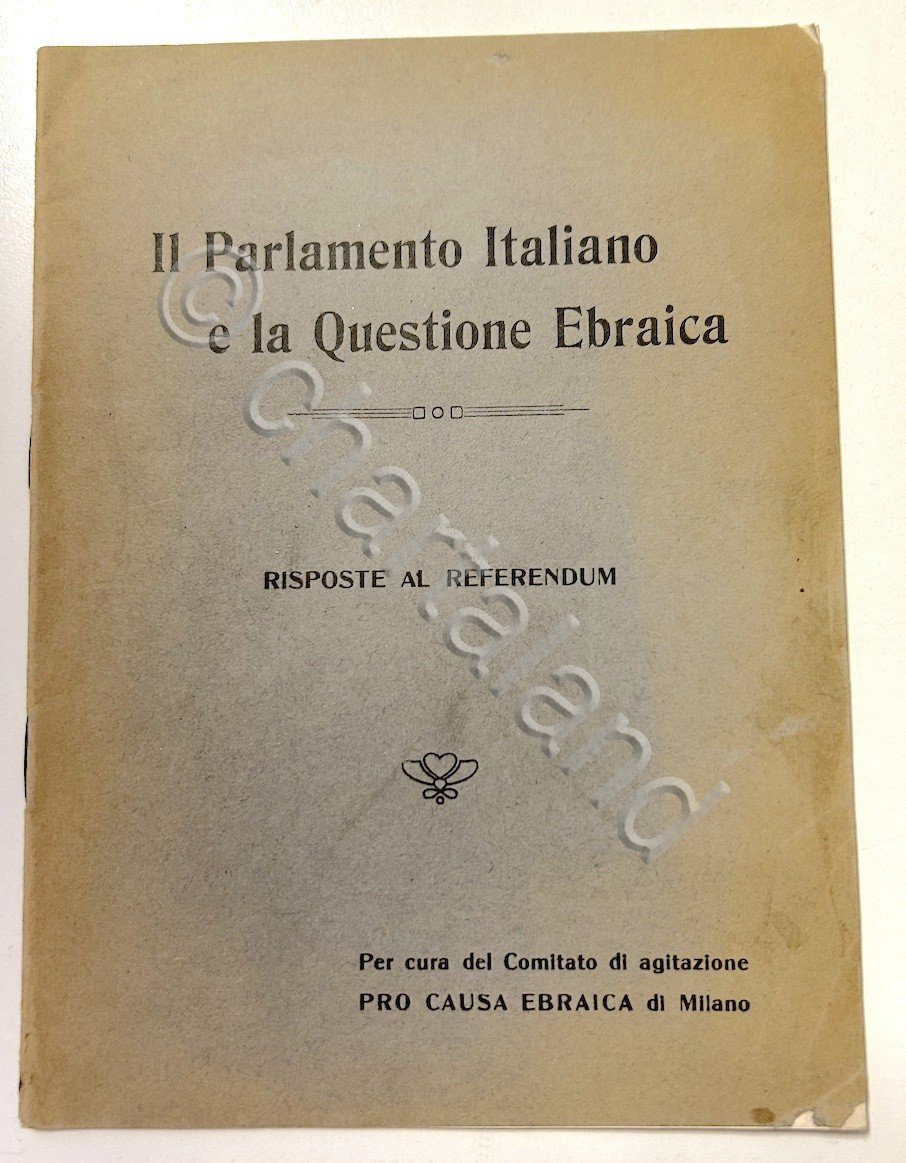 Il Parlamento Italiano
e la Questione Ebraica
RISPOSTE AL REFERENDUM
Per cura del Comitato di agitazione
PRO CAUSA EBRAICA di Milano
© chartaland